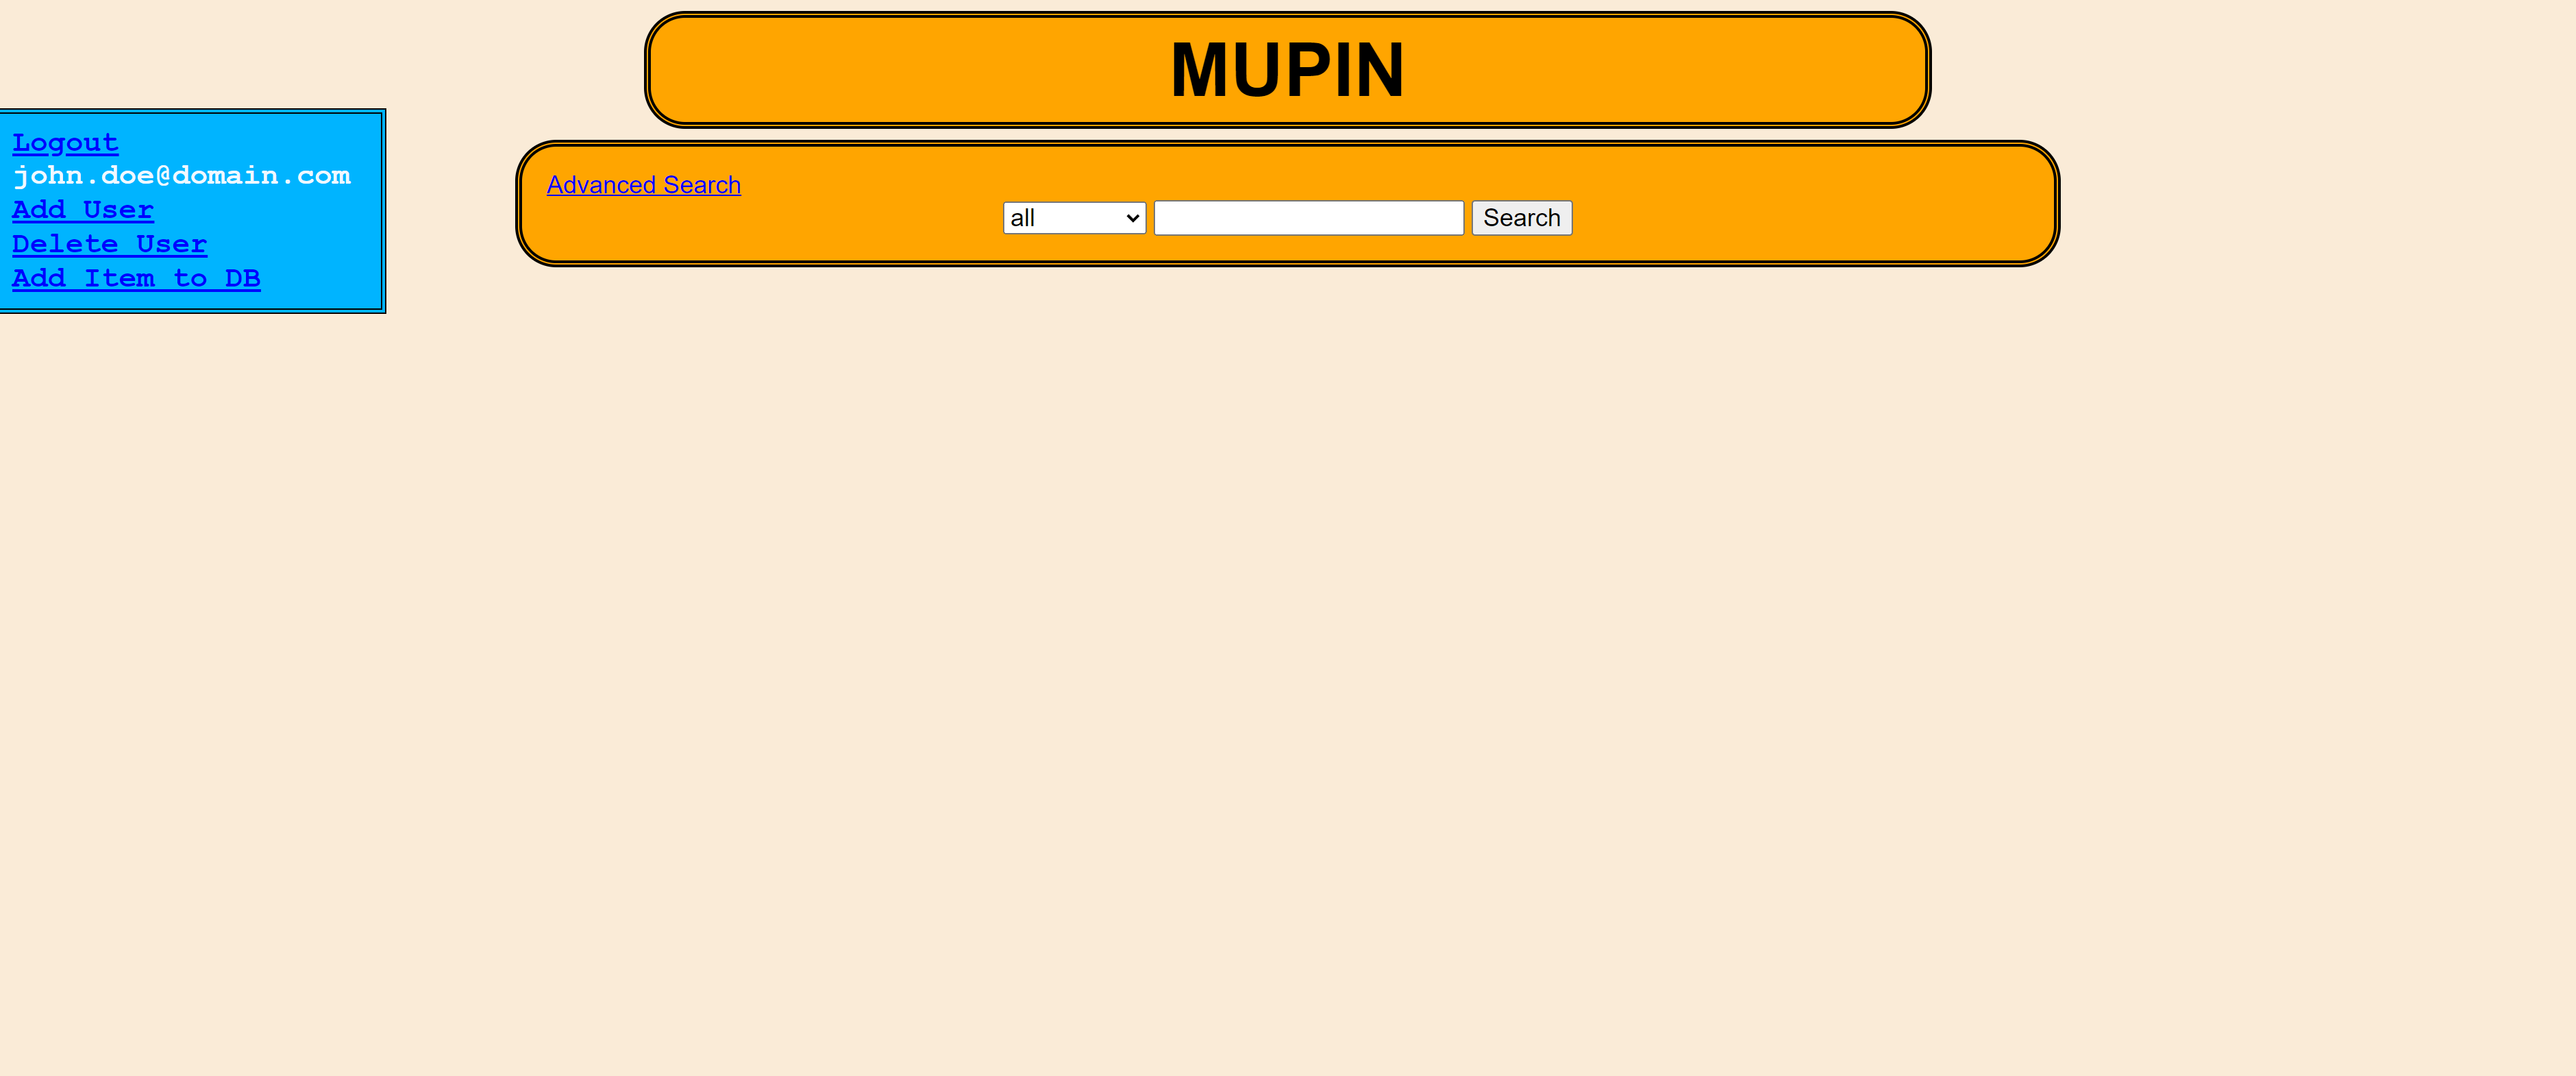 MUPIN
Logout
john.doe@domain.com
Add User
Delete User
Add Item to DB
Advanced Search
all Search